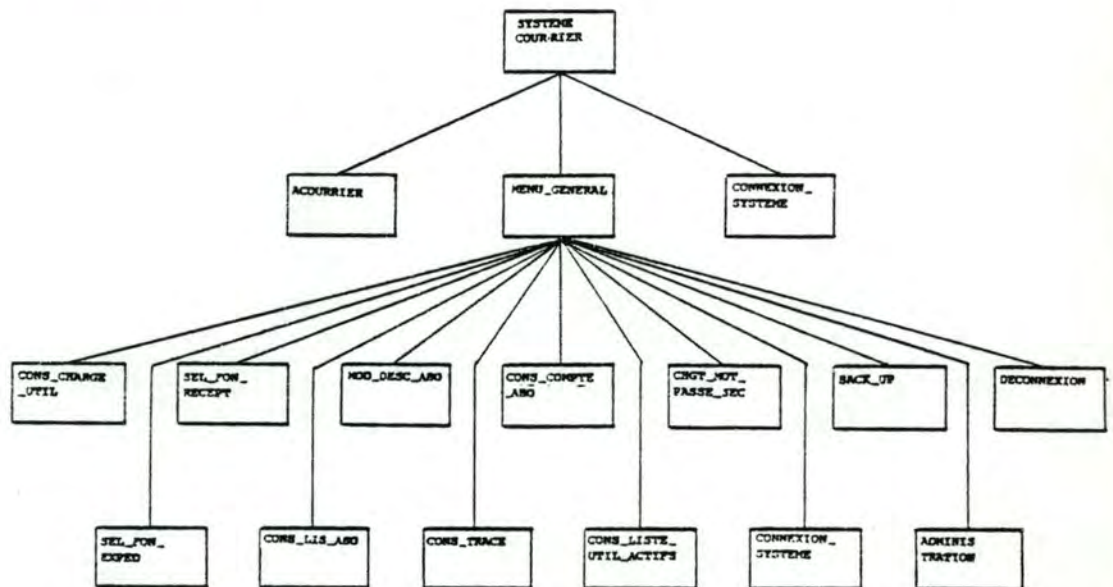 SYSTEME
COURRIER
ACOURRIER
MENU_GENERAL
CONNEXION_
SYSTEME
CONS_CHARGE
_UTIL
SEL_FON_
RECEPT
MOD_DESC_ABO
CONS_COMPTE
_ABO
CHGT_MOT_
PASSE_SEC
BACK_UP
DECONNEXION
SEL_FON_
EXPED
CONS_LIS_ABO
CONS_TRACE
CONS_LISTE_
UTIL_ACTIFS
CONNEXION_
SYSTEME
ADMINIS
TRATION